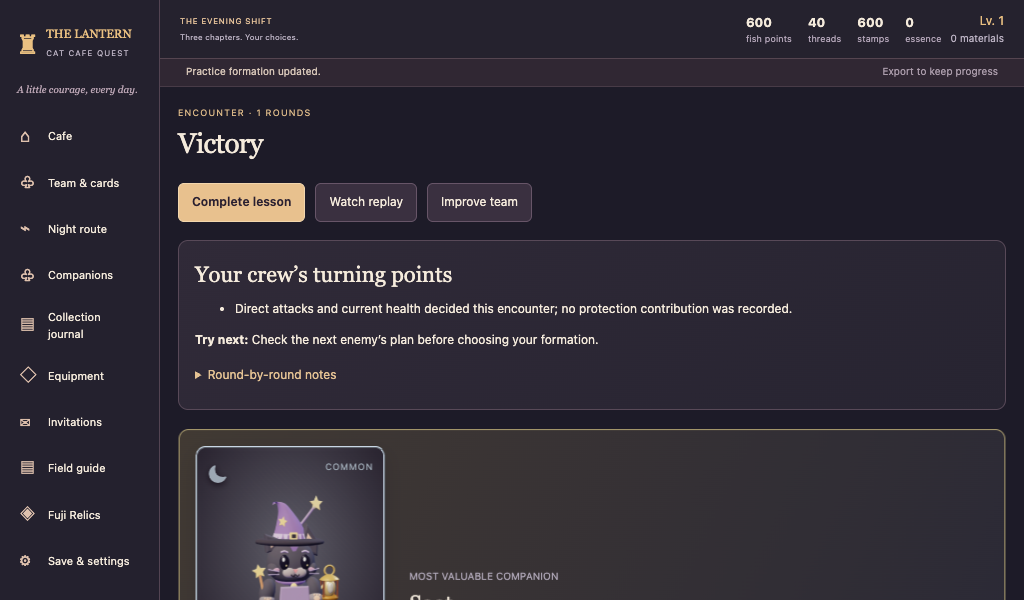 THE LANTERN
CAT CAFE QUEST
A little courage, every day.
Cafe
Team & cards
Night route
Companions
Collection
journal
Equipment
Invitations
Field guide
Fuji Relics
Save & settings
THE EVENING SHIFT
Three chapters. Your choices.
600
fish points
40
threads
600
stamps
0
essence
Lv. 1
0 materials
Practice formation updated.
Export to keep progress
ENCOUNTER · 1 ROUNDS
Victory
Complete lesson
Watch replay
Improve team
Your crew’s turning points
• Direct attacks and current health decided this encounter; no protection contribution was recorded.
Try next: Check the next enemy’s plan before choosing your formation.
Round-by-round notes
COMMON
MOST VALUABLE COMPANION